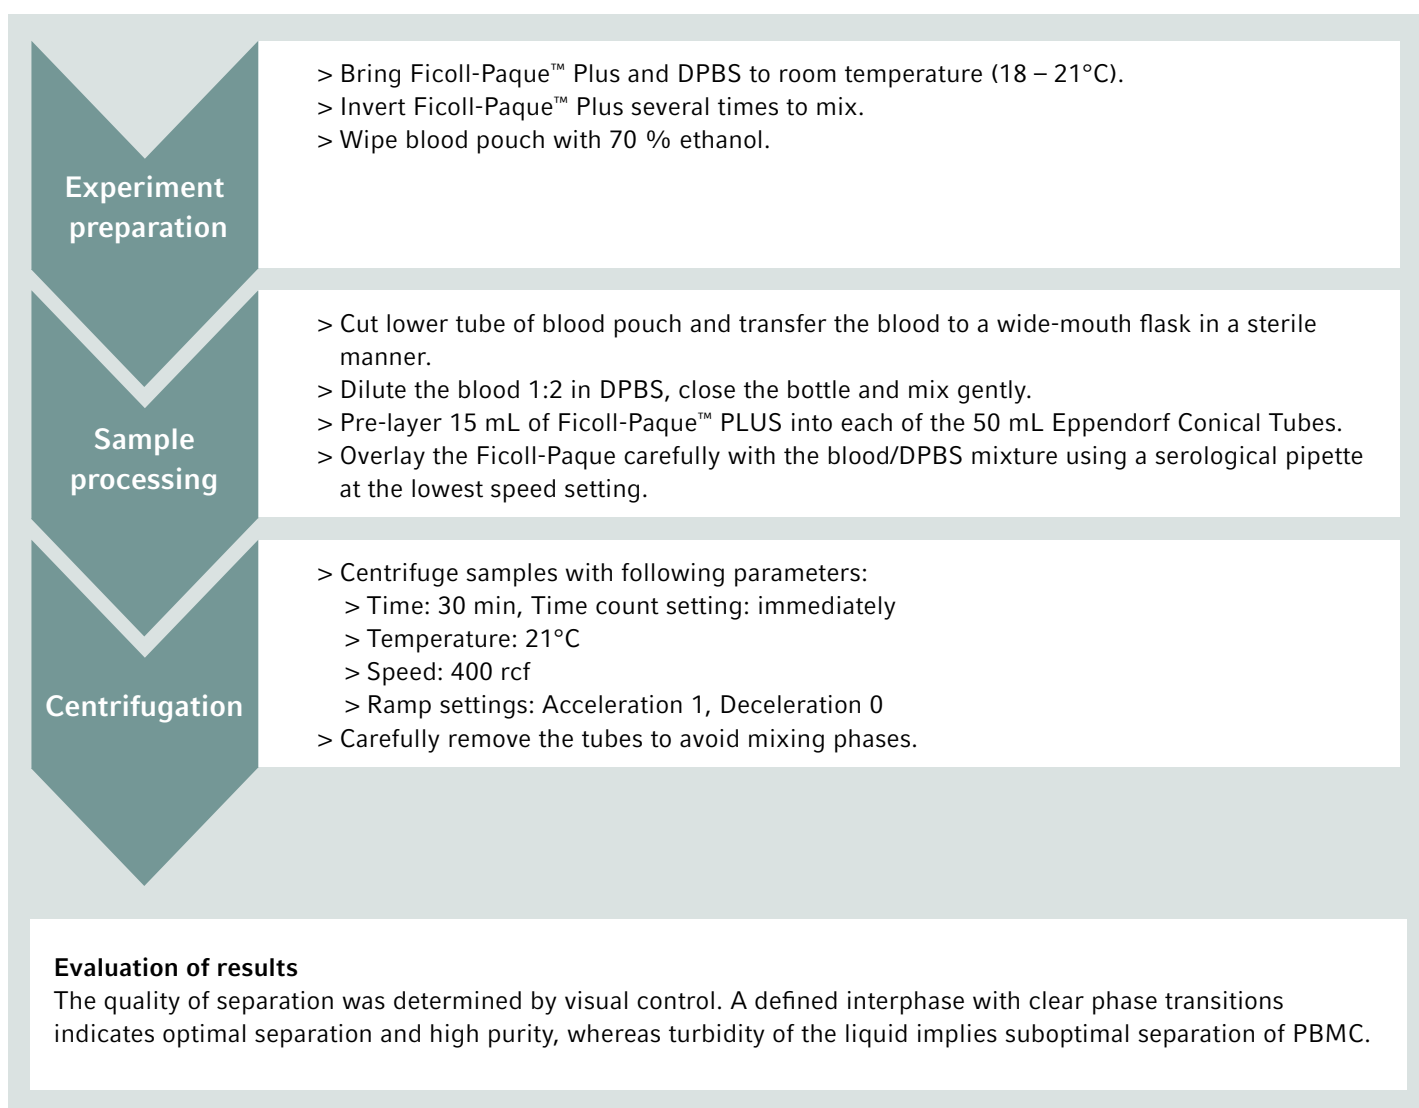 Experiment
preparation
> Bring Ficoll-Paque™ Plus and DPBS to room temperature (18 – 21°C).
> Invert Ficoll-Paque™ Plus several times to mix.
> Wipe blood pouch with 70 % ethanol.
Sample
processing
> Cut lower tube of blood pouch and transfer the blood to a wide-mouth flask in a sterile
manner.
> Dilute the blood 1:2 in DPBS, close the bottle and mix gently.
> Pre-layer 15 mL of Ficoll-Paque™ PLUS into each of the 50 mL Eppendorf Conical Tubes.
> Overlay the Ficoll-Paque carefully with the blood/DPBS mixture using a serological pipette
at the lowest speed setting.
Centrifugation
> Centrifuge samples with following parameters:
> Time: 30 min, Time count setting: immediately
> Temperature: 21°C
> Speed: 400 rcf
> Ramp settings: Acceleration 1, Deceleration 0
> Carefully remove the tubes to avoid mixing phases.
Evaluation of results
The quality of separation was determined by visual control. A defined interphase with clear phase transitions
indicates optimal separation and high purity, whereas turbidity of the liquid implies suboptimal separation of PBMC.